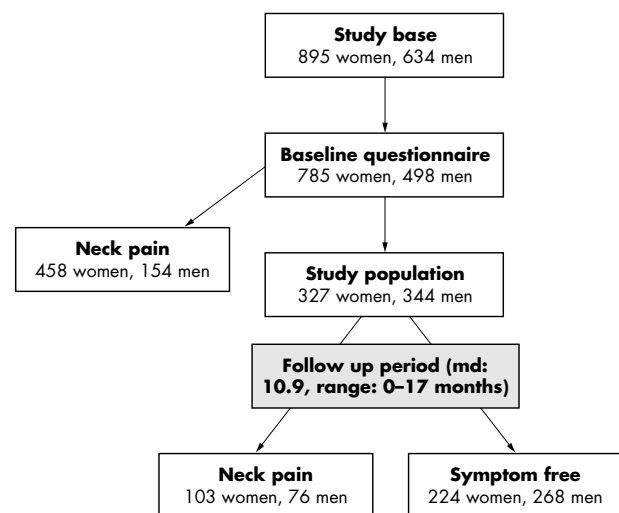 Study base
895 women, 634 men
Baseline questionnaire
785 women, 498 men
Neck pain
458 women, 154 men
Study population
327 women, 344 men
Follow up period (md:
10.9, range: 0–17 months)
Neck pain
103 women, 76 men
Symptom free
224 women, 268 men